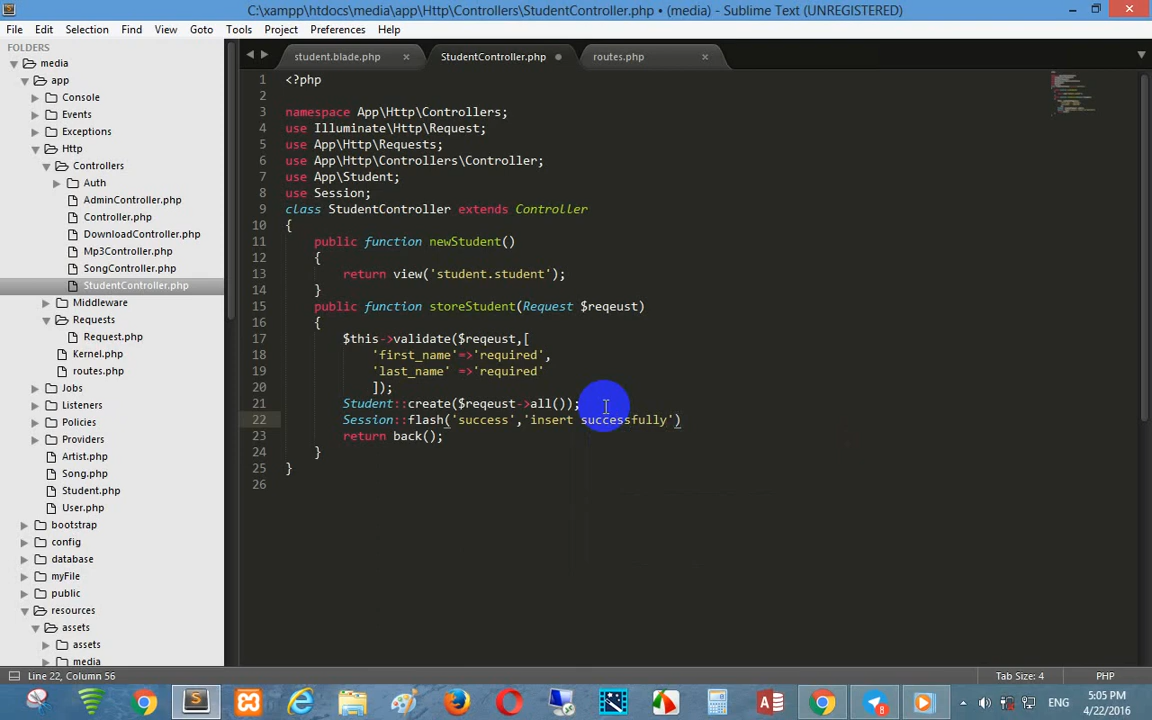 C:\xampp\htdocs\media\app\Http\Controllers\StudentController.php • (media) - Sublime Text (UNREGISTERED)
File Edit Selection Find View Goto Tools Project Preferences Help
FOLDERS
media
app
Console
Events
Exceptions
Http
Controllers
Auth
AdminController.php
Controller.php
DownloadController.php
Mp3Controller.php
SongController.php
StudentController.php
Middleware
Requests
Request.php
Kernel.php
routes.php
Jobs
Listeners
Policies
Providers
Artist.php
Song.php
Student.php
User.php
bootstrap
config
database
myFile
public
resources
assets
assets
media
student.blade.php StudentController.php routes.php
1 <?php
2
3 namespace App\Http\Controllers;
4 use Illuminate\Http\Request;
5 use App\Http\Requests;
6 use App\Http\Controllers\Controller;
7 use App\Student;
8 use Session;
9 class StudentController extends Controller
10 {
11 public function newStudent()
12 {
13 return view('student.student');
14 }
15 public function storeStudent(Request $reqeust)
16 {
17 $this->validate($reqeust,[
18 'first_name'=>'required',
19 'last_name' =>'required'
20 ]);
21 Student::create($reqeust->all());
22 Session::flash('success','insert successfully')
23 return back();
24 }
25 }
26
Line 22, Column 56 Tab Size: 4 PHP
8 ENG 5:05 PM
4/22/2016